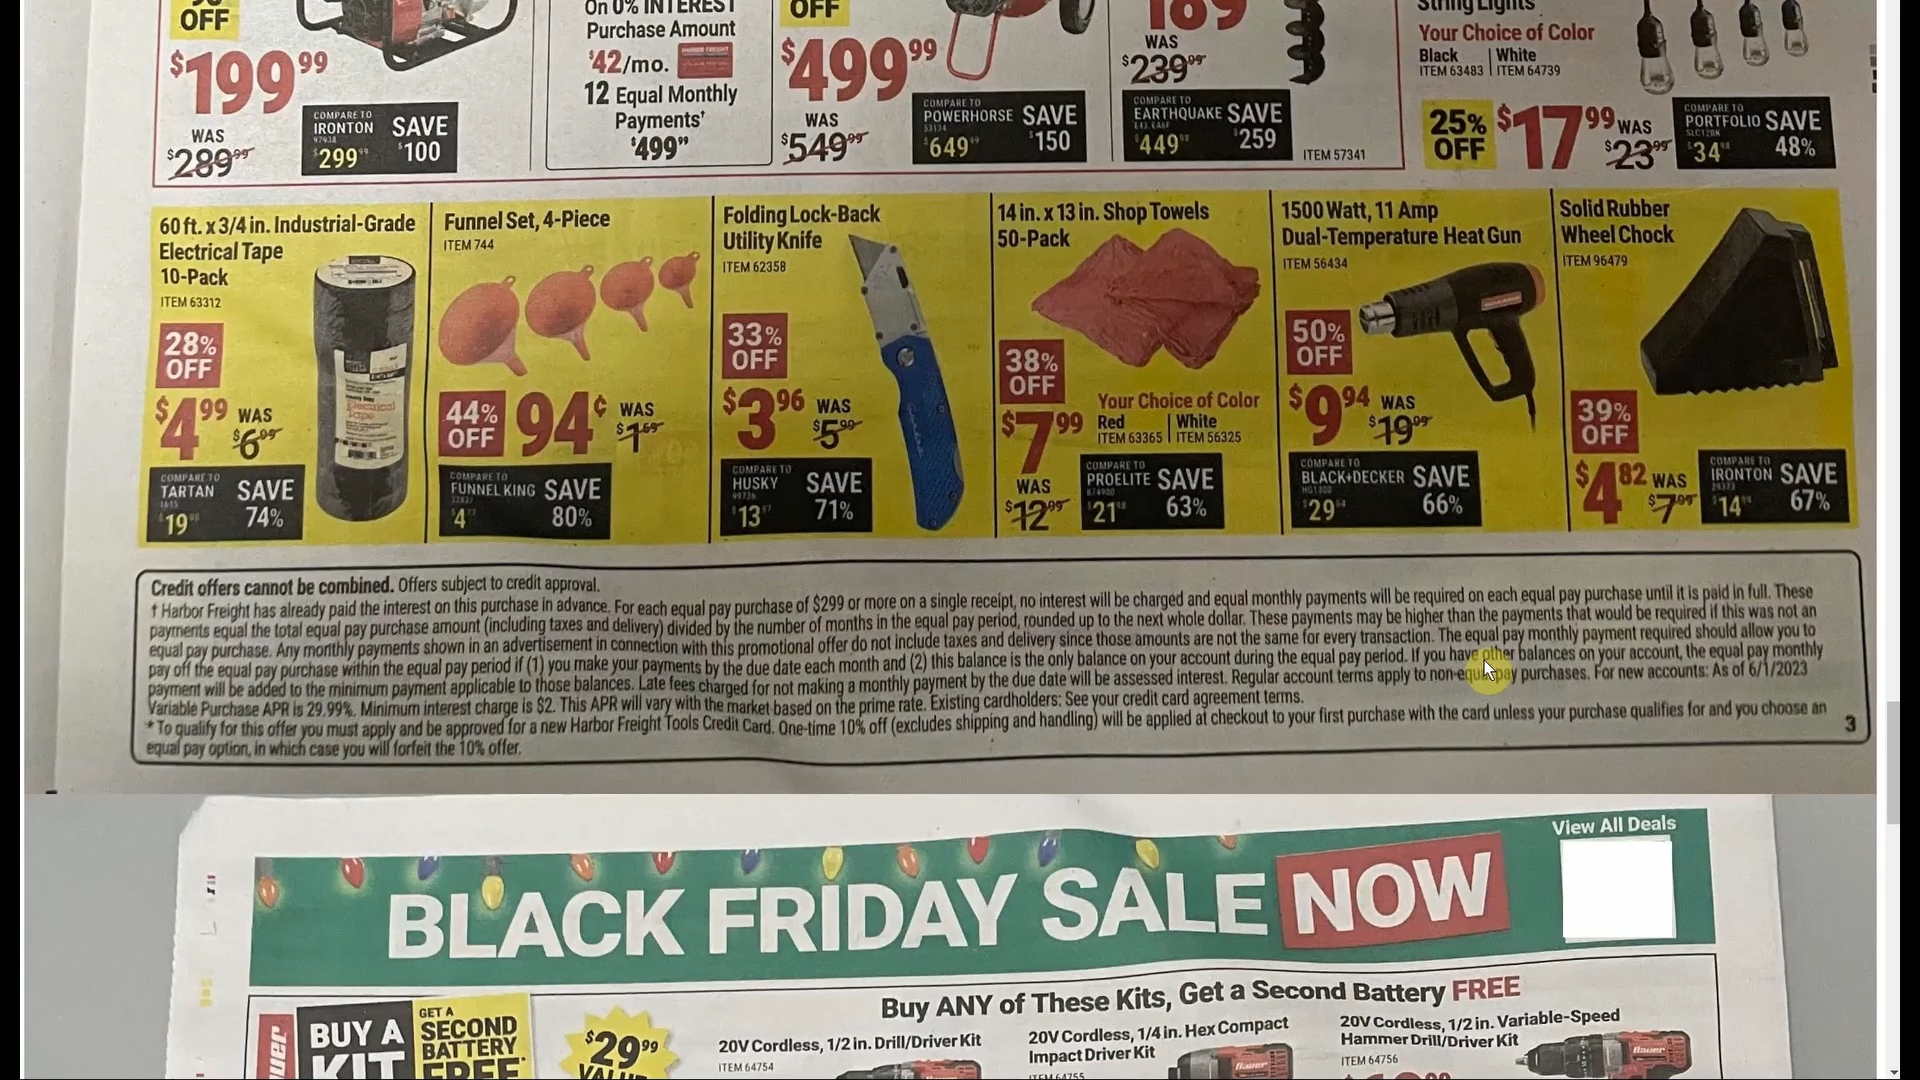 OFF
$199 99
WAS
$289 99
COMPARE TO
IRONTON
97938
$299 99
SAVE
$100
On 0% INTEREST
Purchase Amount
$42/mo.
12 Equal Monthly
Payments†
$499 99
OFF
$499 99
WAS
$549 99
COMPARE TO
POWERHORSE
$649 99
SAVE
$150
189
WAS
$239 99
COMPARE TO
EARTHQUAKE
$449
SAVE
$259
ITEM 57341
String Lights
Your Choice of Color
Black | White
ITEM 63483 | ITEM 64739
25%
OFF
$17 99
WAS
$23 99
COMPARE TO
PORTFOLIO
SLC12BK
$34 98
SAVE
48%
60 ft. x 3/4 in. Industrial-Grade
Electrical Tape
10-Pack
ITEM 63312
28%
OFF
$4 99
WAS
$6 99
COMPARE TO
TARTAN
1615
$19
SAVE
74%
Funnel Set, 4-Piece
ITEM 744
44%
OFF
94¢
WAS
$1 69
COMPARE TO
FUNNEL KING
$4
SAVE
80%
Folding Lock-Back
Utility Knife
ITEM 62358
33%
OFF
$3 96
WAS
$5 99
COMPARE TO
HUSKY
99736
$13
SAVE
71%
14 in. x 13 in. Shop Towels
50-Pack
38%
OFF
$7 99
WAS
$12 99
Your Choice of Color
Red | White
ITEM 63365 | ITEM 56325
COMPARE TO
PROELITE
$21
SAVE
63%
1500 Watt, 11 Amp
Dual-Temperature Heat Gun
ITEM 56434
50%
OFF
$9 94
WAS
$19 99
COMPARE TO
BLACK+DECKER
HG1300
$29
SAVE
66%
Solid Rubber
Wheel Chock
ITEM 96479
39%
OFF
$4 82
WAS
$7 99
COMPARE TO
IRONTON
$14
SAVE
67%
Credit offers cannot be combined. Offers subject to credit approval.
† Harbor Freight has already paid the interest on this purchase in advance. For each equal pay purchase of $299 or more on a single receipt, no interest will be charged and equal monthly payments will be required on each equal pay purchase until it is paid in full. These
payments equal the total equal pay purchase amount (including taxes and delivery) divided by the number of months in the equal pay period, rounded up to the next whole dollar. These payments may be higher than the payments that would be required if this was not an
equal pay purchase. Any monthly payments shown in an advertisement in connection with this promotional offer do not include taxes and delivery since those amounts are not the same for every transaction. The equal pay monthly payment required should allow you to
pay off the equal pay purchase within the equal pay period if (1) you make your payments by the due date each month and (2) this balance is the only balance on your account during the equal pay period. If you have other balances on your account, the equal pay monthly
payment will be added to the minimum payment applicable to those balances. Late fees charged for not making a monthly payment by the due date will be assessed interest. Regular account terms apply to non-equal pay purchases. For new accounts: As of 6/1/2023
Variable Purchase APR is 29.99%. Minimum interest charge is $2. This APR will vary with the market based on the prime rate. Existing cardholders: See your credit card agreement terms.
* To qualify for this offer you must apply and be approved for a new Harbor Freight Tools Credit Card. One-time 10% off (excludes shipping and handling) will be applied at checkout to your first purchase with the card unless your purchase qualifies for and you choose an
equal pay option, in which case you will forfeit the 10% offer.
3
View All Deals
BLACK FRIDAY SALE NOW
Buy ANY of These Kits, Get a Second Battery FREE
BUY A
KIT
GET A
SECOND
BATTERY
FREE*
$29 99
VALUE
20V Cordless, 1/2 in. Drill/Driver Kit
ITEM 64754
20V Cordless, 1/4 in. Hex Compact
Impact Driver Kit
ITEM 64755
20V Cordless, 1/2 in. Variable-Speed
Hammer Drill/Driver Kit
ITEM 64756
Bauer